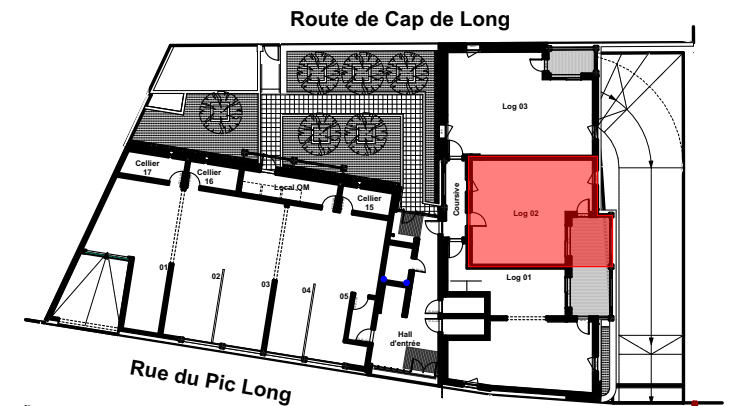 Route de Cap de Long
Log 03
Cellier
17
Cellier
16
Local OM
Cellier
15
Coursive
Log 02
01
02
03
04
05
Log 01
Hall
d'entrée
Rue du Pic Long